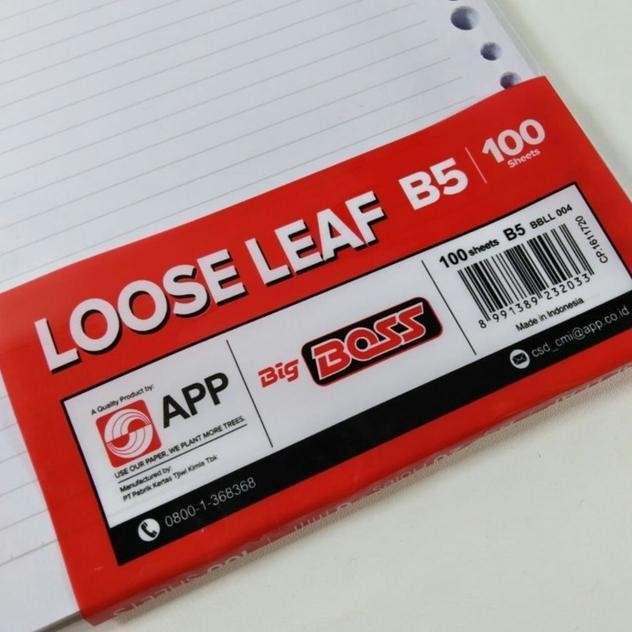 LOOSE LEAF B5 100
Sheets
100 sheets B5 BBLL 004
CP.1611720
8 991389 232033
Made in Indonesia
csd_cmi@app.co.id
Big BOSS
A Quality Product by:
APP
USE OUR PAPER, WE PLANT MORE TREES.
Manufactured by:
PT Pabrik Kertas Tjiwi Kimia Tbk
0800-1-368368